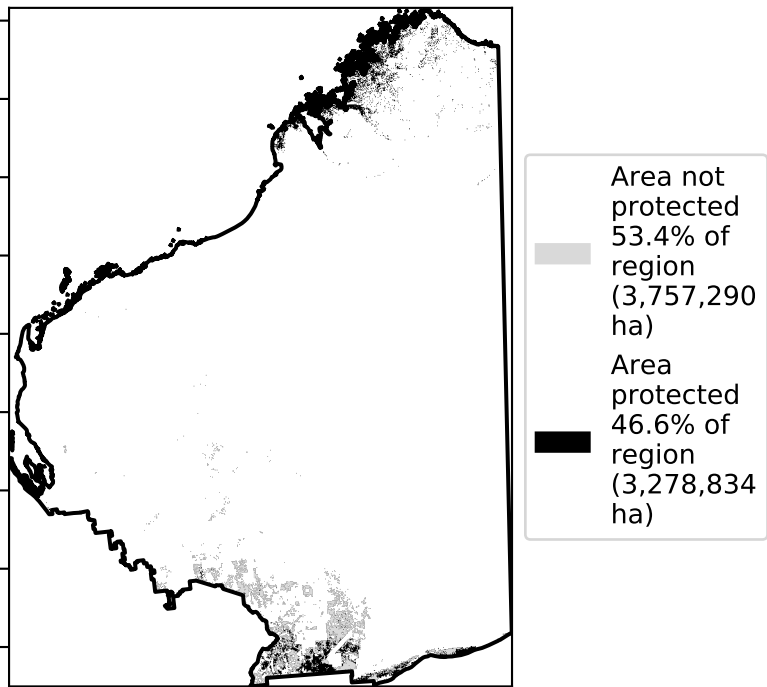 Area not
protected
53.4% of
region
(3,757,290
ha)
Area
protected
46.6% of
region
(3,278,834
ha)